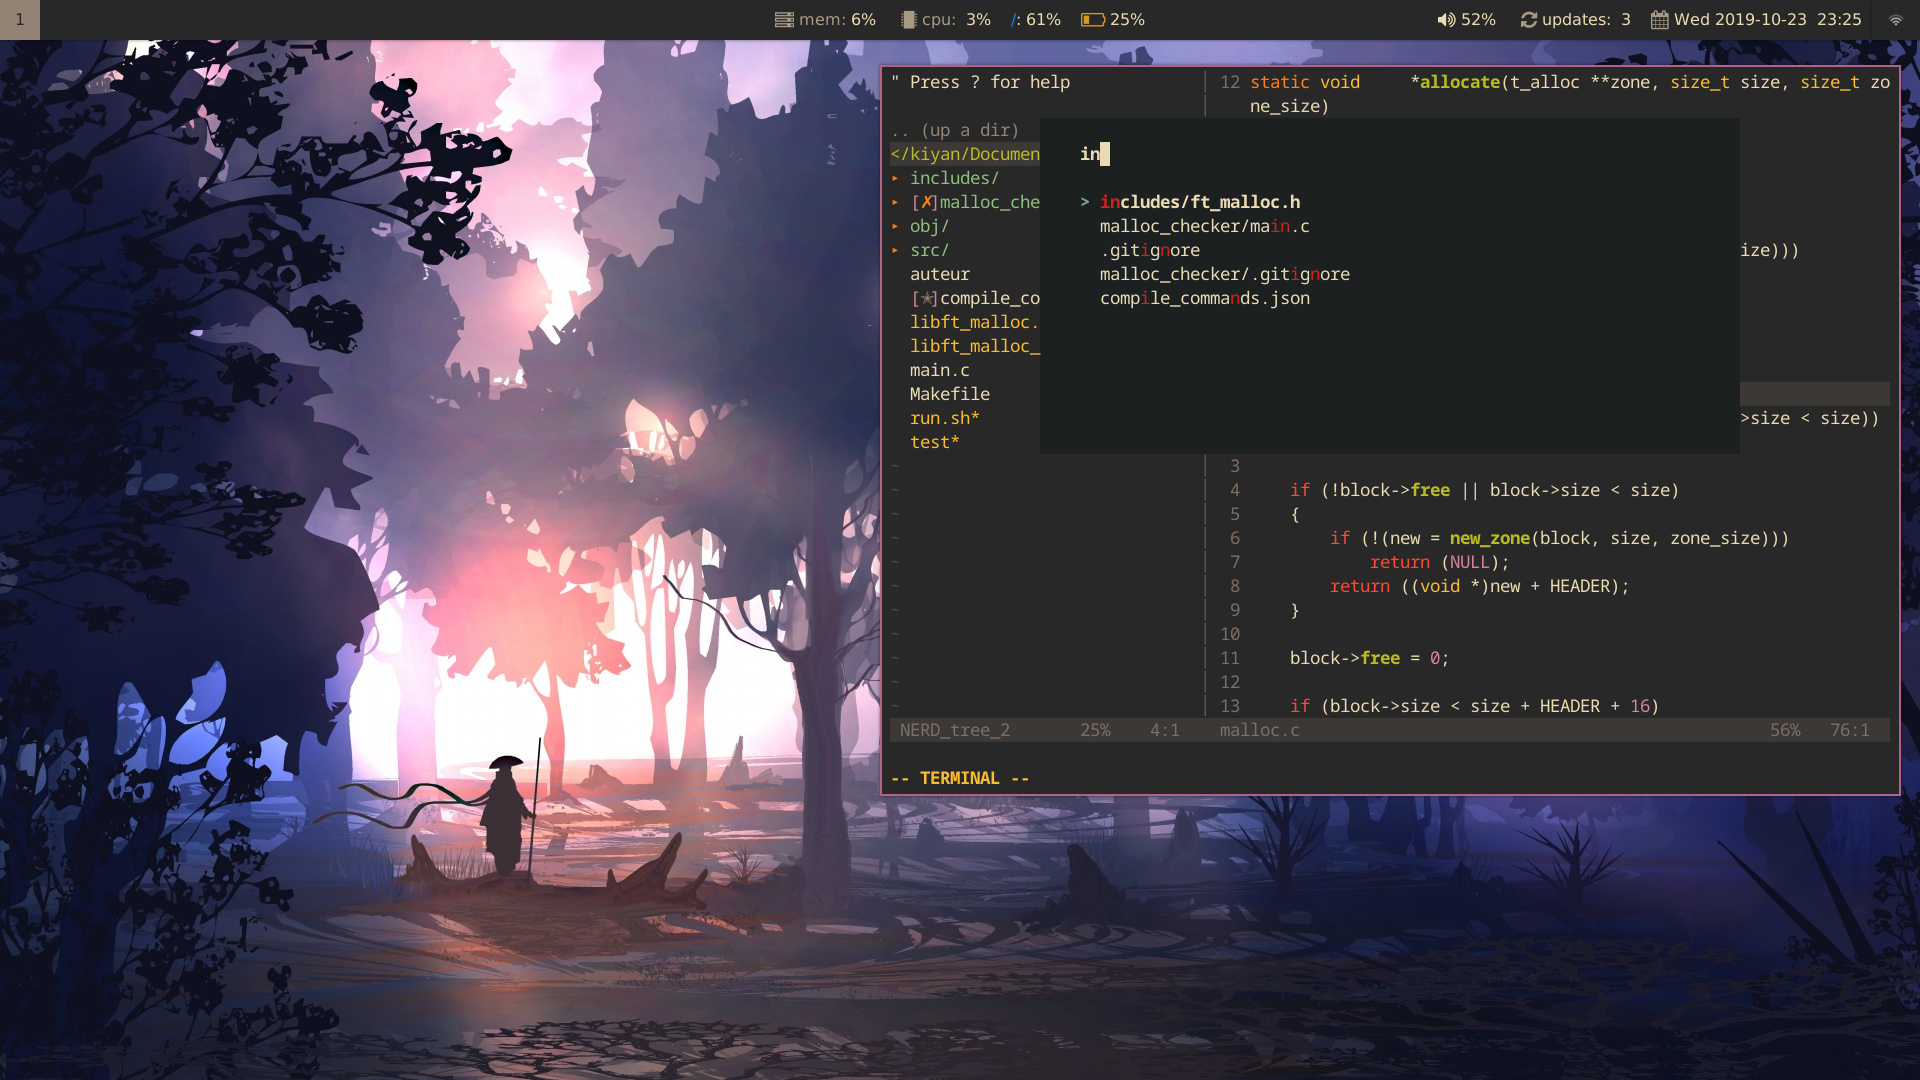 1 mem: 6% cpu: 3% /: 61% 25% 52% updates: 3 Wed 2019-10-23 23:25
" Press ? for help
.. (up a dir)
</kiyan/Documen
▸ includes/
▸ [✗]malloc_che
▸ obj/
▸ src/
auteur
[★]compile_co
libft_malloc.
libft_malloc_
main.c
Makefile
run.sh*
test*
~
~
~
~
~
~
~
~
~
~
~
NERD_tree_2 25% 4:1
12 static void *allocate(t_alloc **zone, size_t size, size_t zo
ne_size)
in
> includes/ft_malloc.h
malloc_checker/main.c
.gitignore
malloc_checker/.gitignore
compile_commands.json
ize)))
>size < size))
3
4 if (!block->free || block->size < size)
5 {
6 if (!(new = new_zone(block, size, zone_size)))
7 return (NULL);
8 return ((void *)new + HEADER);
9 }
10
11 block->free = 0;
12
13 if (block->size < size + HEADER + 16)
malloc.c 56% 76:1
-- TERMINAL --